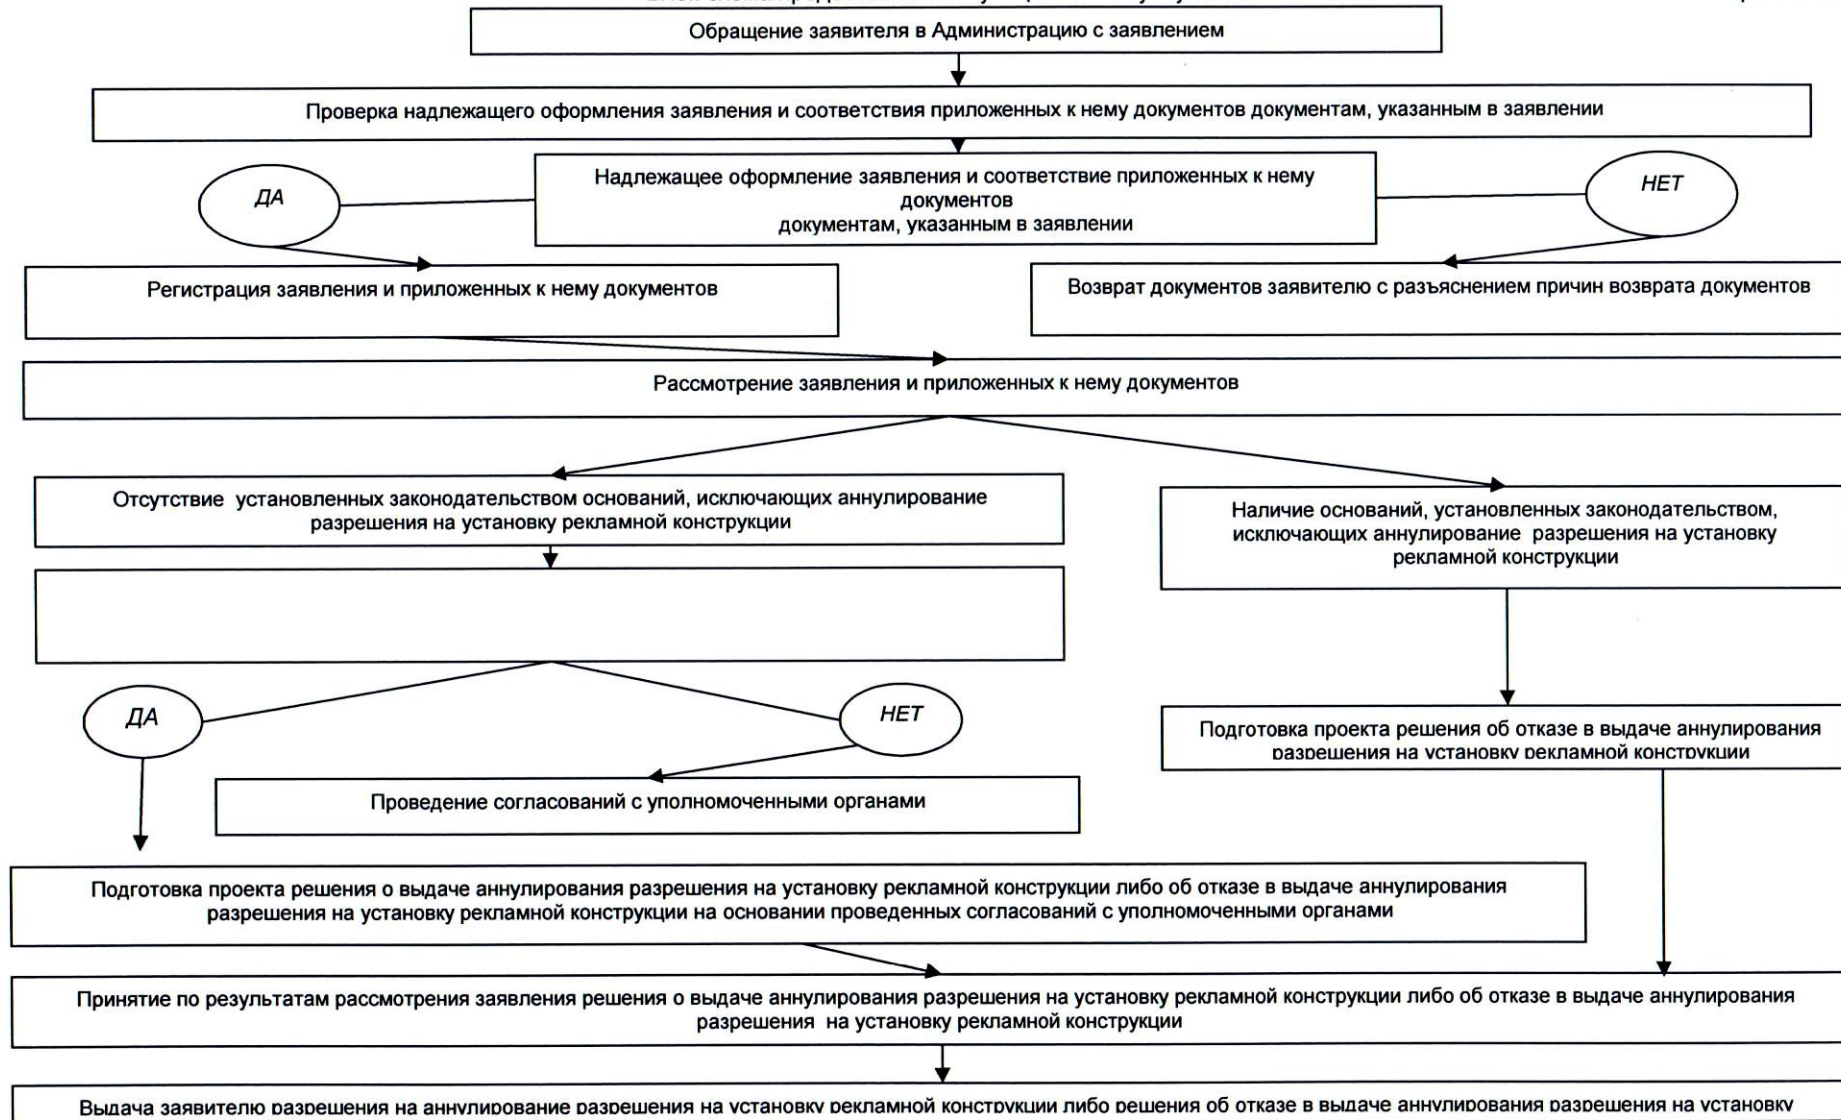 Обращение заявителя в Администрацию с заявлением
Проверка надлежащего оформления заявления и соответствия приложенных к нему документов документам, указанным в заявлении
ДА
Надлежащее оформление заявления и соответствие приложенных к нему
документов
документам, указанным в заявлении
НЕТ
Регистрация заявления и приложенных к нему документов
Возврат документов заявителю с разъяснением причин возврата документов
Рассмотрение заявления и приложенных к нему документов
Отсутствие установленных законодательством оснований, исключающих аннулирование
разрешения на установку рекламной конструкции
Наличие оснований, установленных законодательством,
исключающих аннулирование разрешения на установку
рекламной конструкции
ДА
НЕТ
Подготовка проекта решения об отказе в выдаче аннулирования
разрешения на установку рекламной конструкции
Проведение согласований с уполномоченными органами
Подготовка проекта решения о выдаче аннулирования разрешения на установку рекламной конструкции либо об отказе в выдаче аннулирования
разрешения на установку рекламной конструкции на основании проведенных согласований с уполномоченными органами
Принятие по результатам рассмотрения заявления решения о выдаче аннулирования разрешения на установку рекламной конструкции либо об отказе в выдаче аннулирования
разрешения на установку рекламной конструкции
Выдача заявителю разрешения на аннулирование разрешения на установку рекламной конструкции либо решения об отказе в выдаче аннулирования разрешения на установку